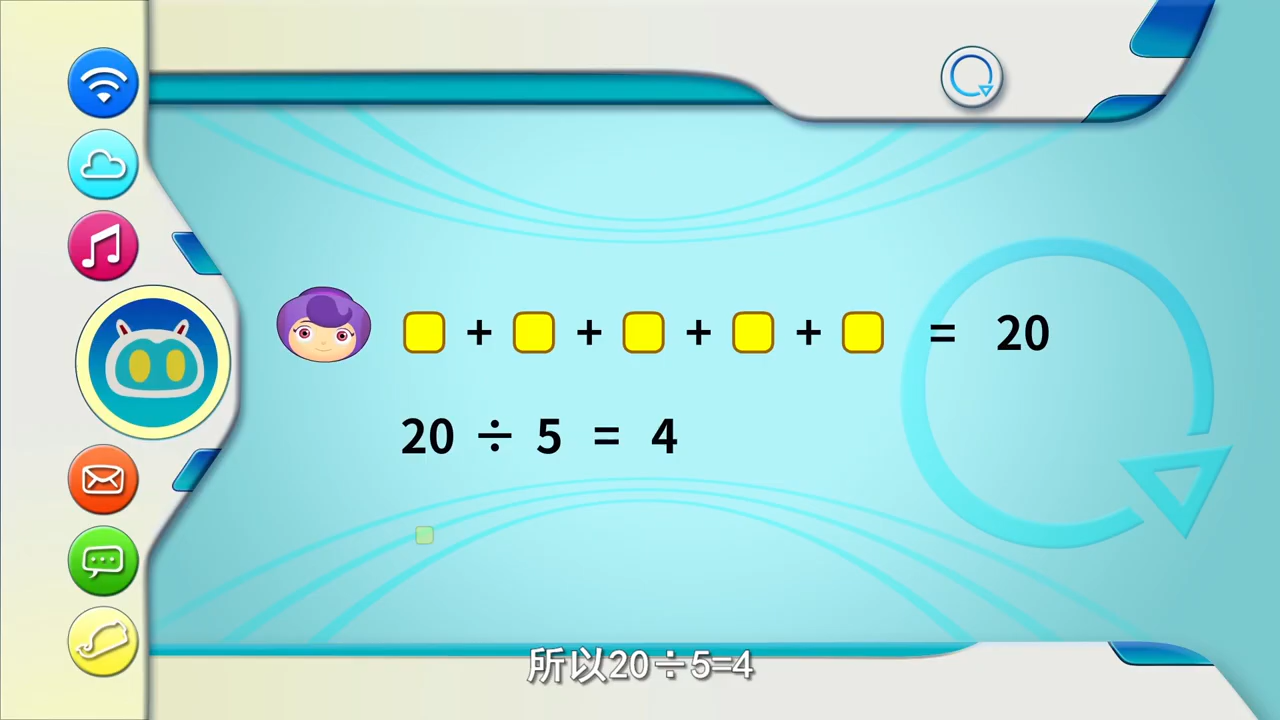 □ + □ + □ + □ + □ = 20
20 ÷ 5 = 4
所以20÷5=4